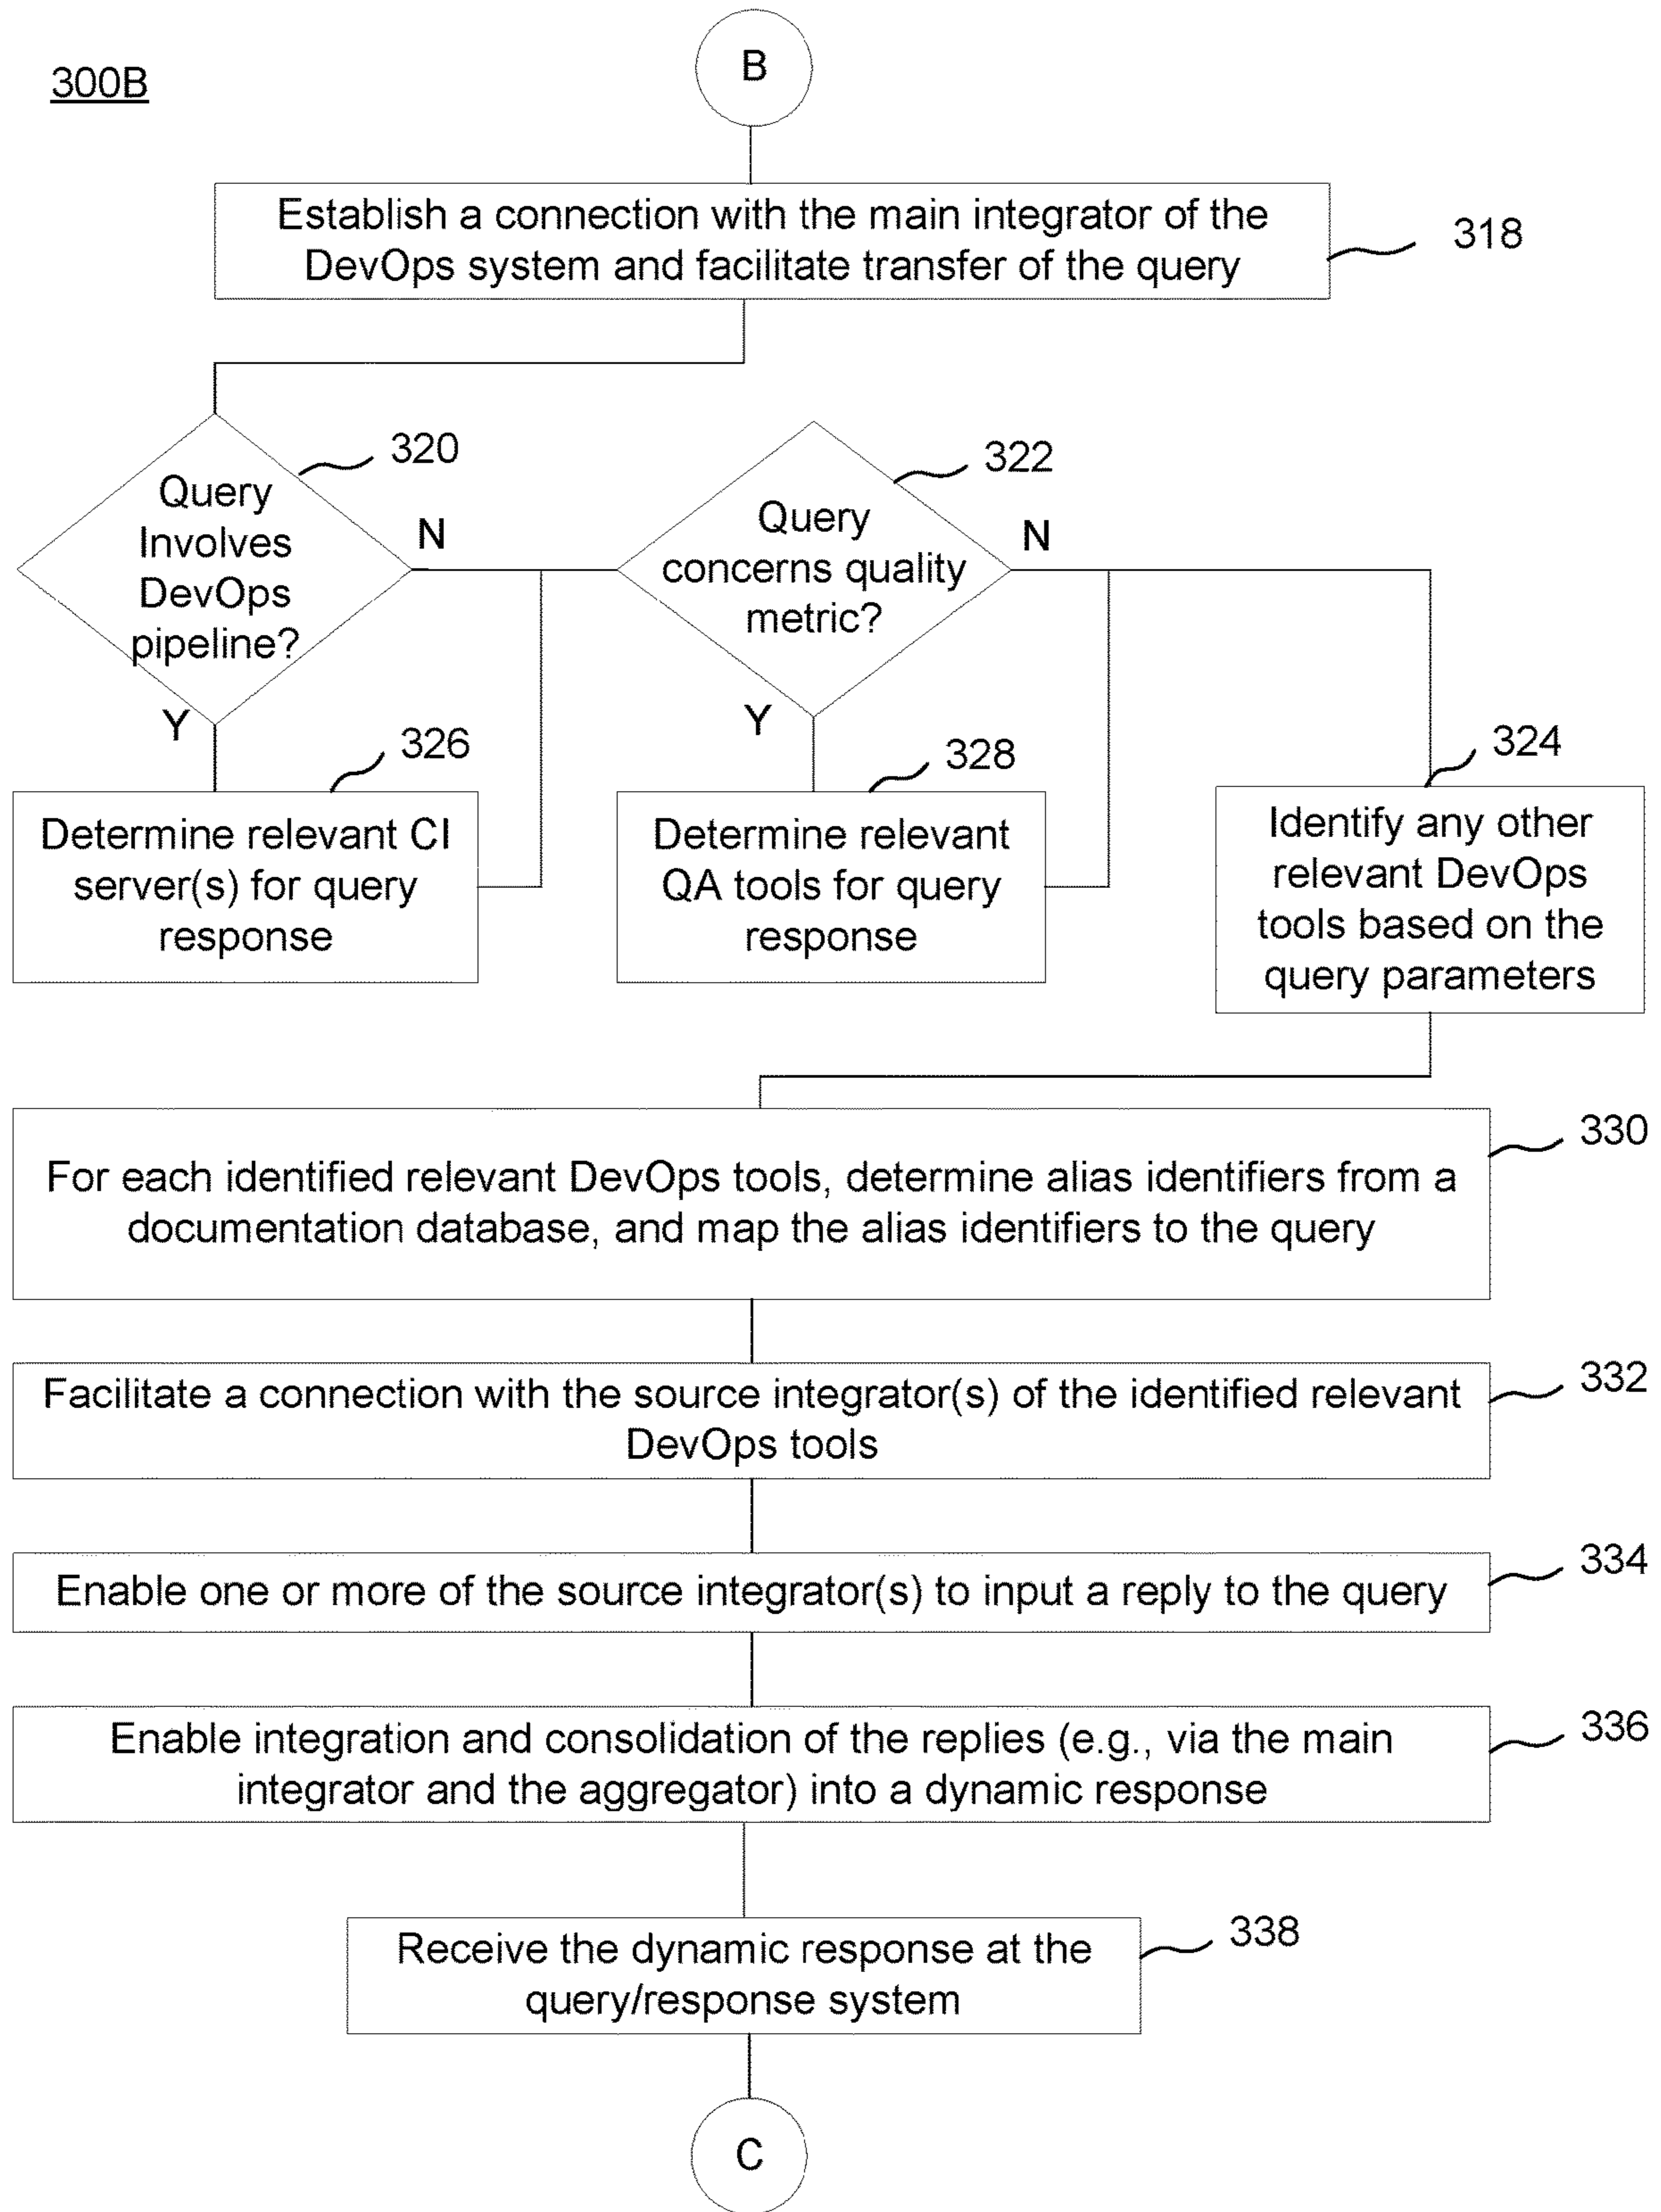 300B
B
Establish a connection with the main integrator of the
DevOps system and facilitate transfer of the query
318
320
Query
Involves
DevOps
pipeline?
N
Y
322
Query
concerns quality
metric?
N
Y
326
Determine relevant CI
server(s) for query
response
328
Determine relevant
QA tools for query
response
324
Identify any other
relevant DevOps
tools based on the
query parameters
330
For each identified relevant DevOps tools, determine alias identifiers from a
documentation database, and map the alias identifiers to the query
332
Facilitate a connection with the source integrator(s) of the identified relevant
DevOps tools
334
Enable one or more of the source integrator(s) to input a reply to the query
336
Enable integration and consolidation of the replies (e.g., via the main
integrator and the aggregator) into a dynamic response
338
Receive the dynamic response at the
query/response system
C